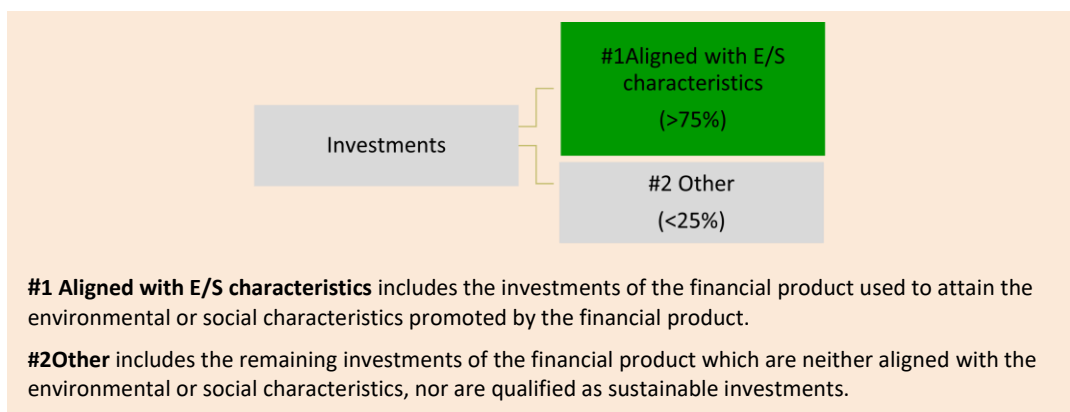 #1Aligned with E/S
characteristics
(>75%)
Investments
#2 Other
(<25%)
#1 Aligned with E/S characteristics includes the investments of the financial product used to attain the
environmental or social characteristics promoted by the financial product.
#2Other includes the remaining investments of the financial product which are neither aligned with the
environmental or social characteristics, nor are qualified as sustainable investments.